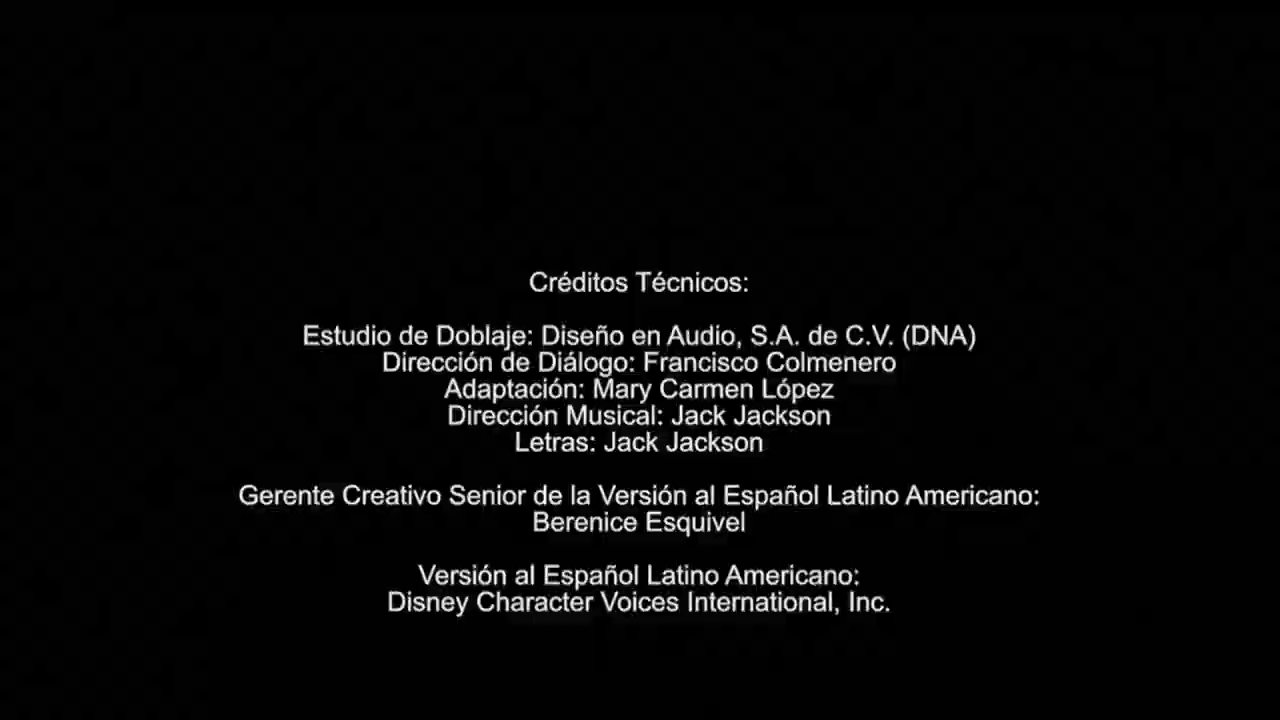 Créditos Técnicos:
Estudio de Doblaje: Diseño en Audio, S.A. de C.V. (DNA)
Dirección de Diálogo: Francisco Colmenero
Adaptación: Mary Carmen López
Dirección Musical: Jack Jackson
Letras: Jack Jackson
Gerente Creativo Senior de la Versión al Español Latino Americano:
Berenice Esquivel
Versión al Español Latino Americano:
Disney Character Voices International, Inc.